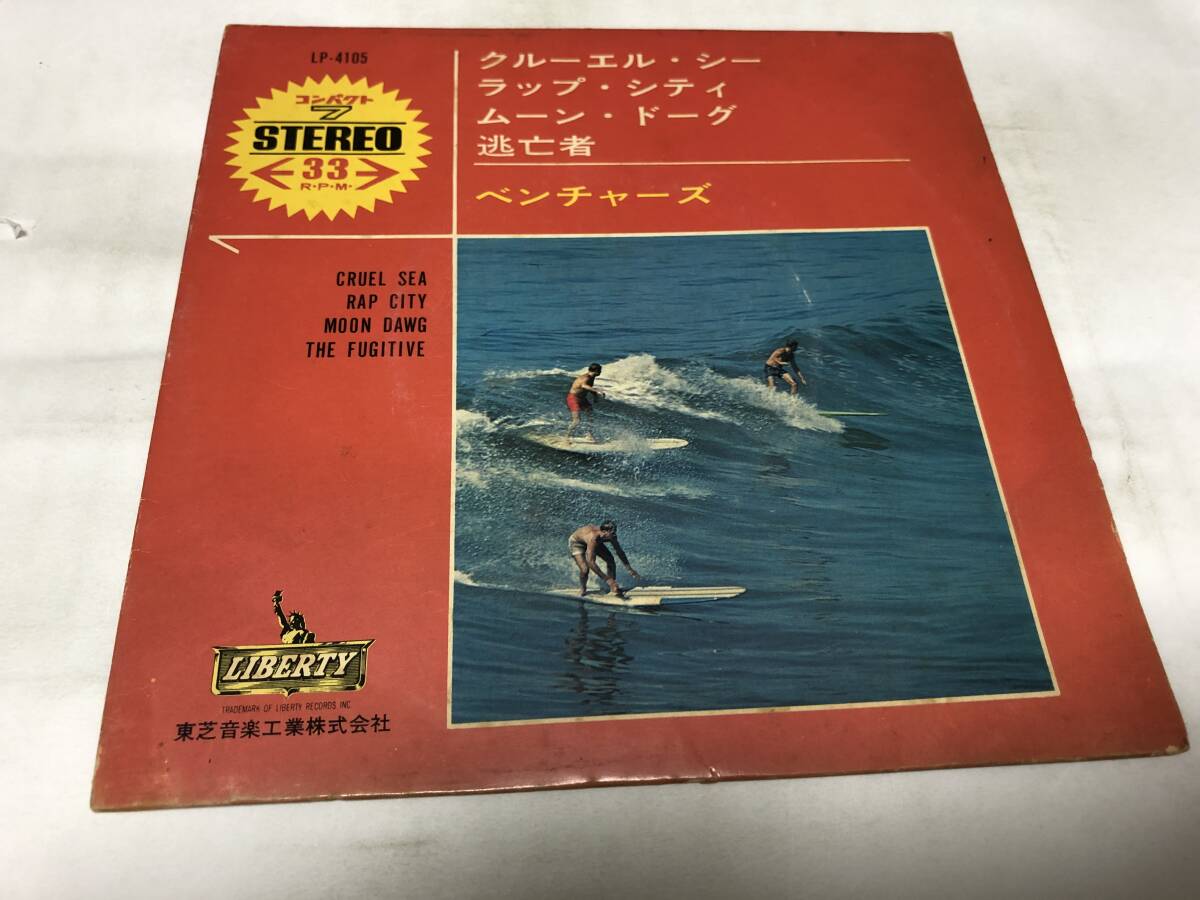 LP-4105
コンパクト
7
STEREO
33
R・P・M・
クルーエル・シー
ラップ・シティ
ムーン・ドーグ
逃亡者
ベンチャーズ
CRUEL SEA
RAP CITY
MOON DAWG
THE FUGITIVE
LIBERTY
TRADEMARK OF LIBERTY RECORDS INC
東芝音楽工業株式会社